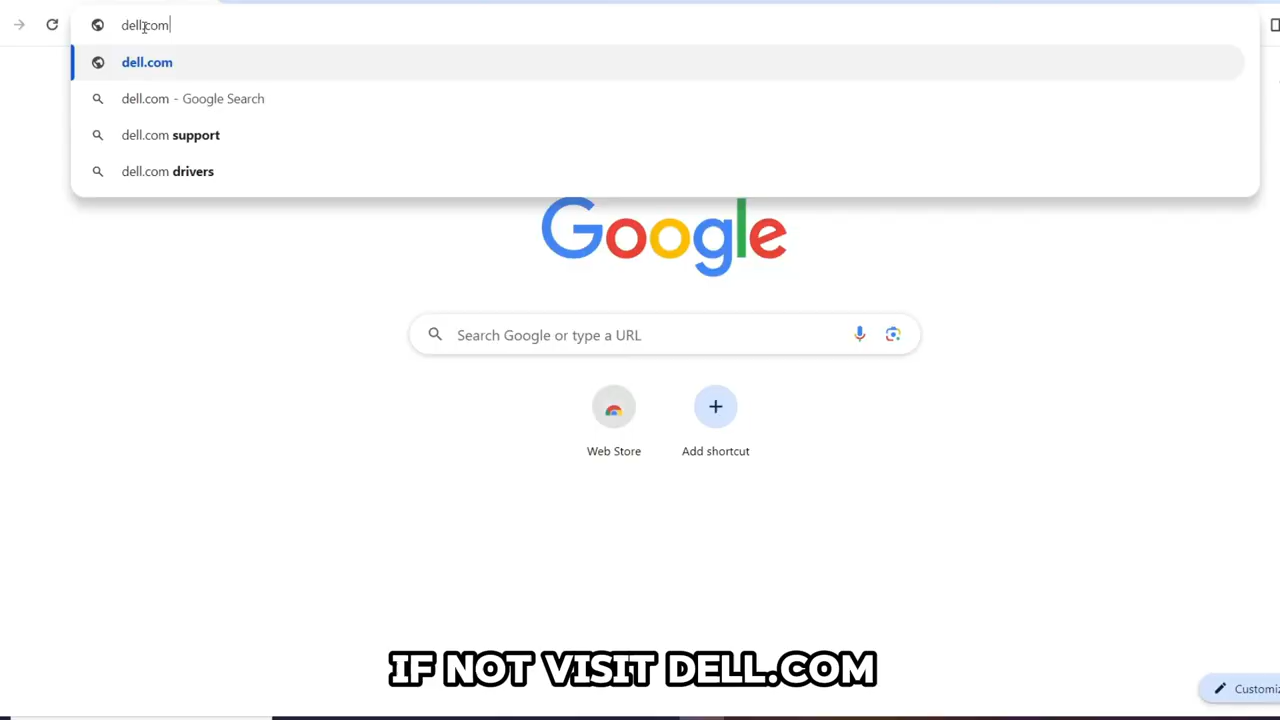 dell.com
dell.com
dell.com - Google Search
dell.com support
dell.com drivers
Google
Search Google or type a URL
Web Store
Add shortcut
IF NOT VISIT DELL.COM
Customiz